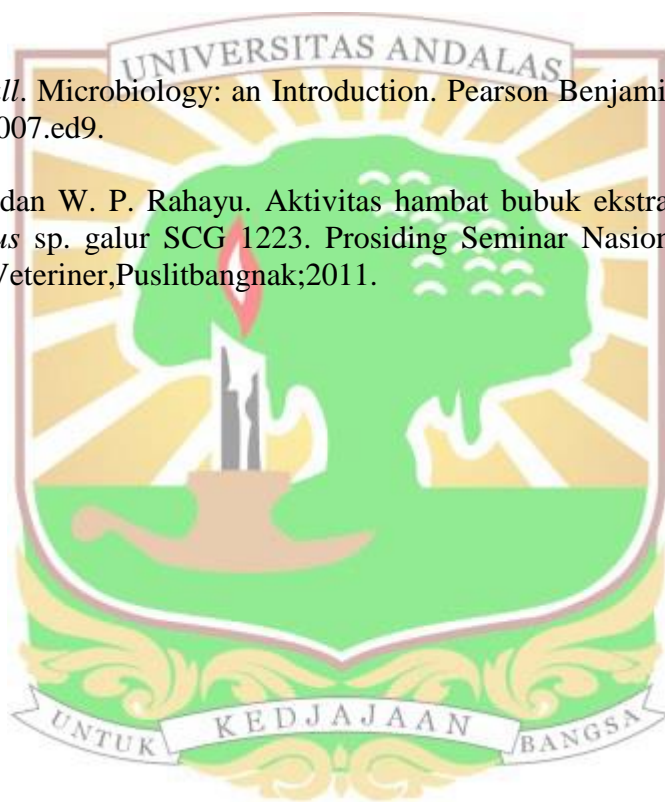 UNIVERSITAS ANDALAS
ll. Microbiology: an Introduction. Pearson Benjami
007.ed9.
dan W. P. Rahayu. Aktivitas hambat bubuk ekstra
us sp. galur SCG 1223. Prosiding Seminar Nasion
Veteriner,Puslitbangnak;2011.
UNTUK KEDJAJAAN BANGSA